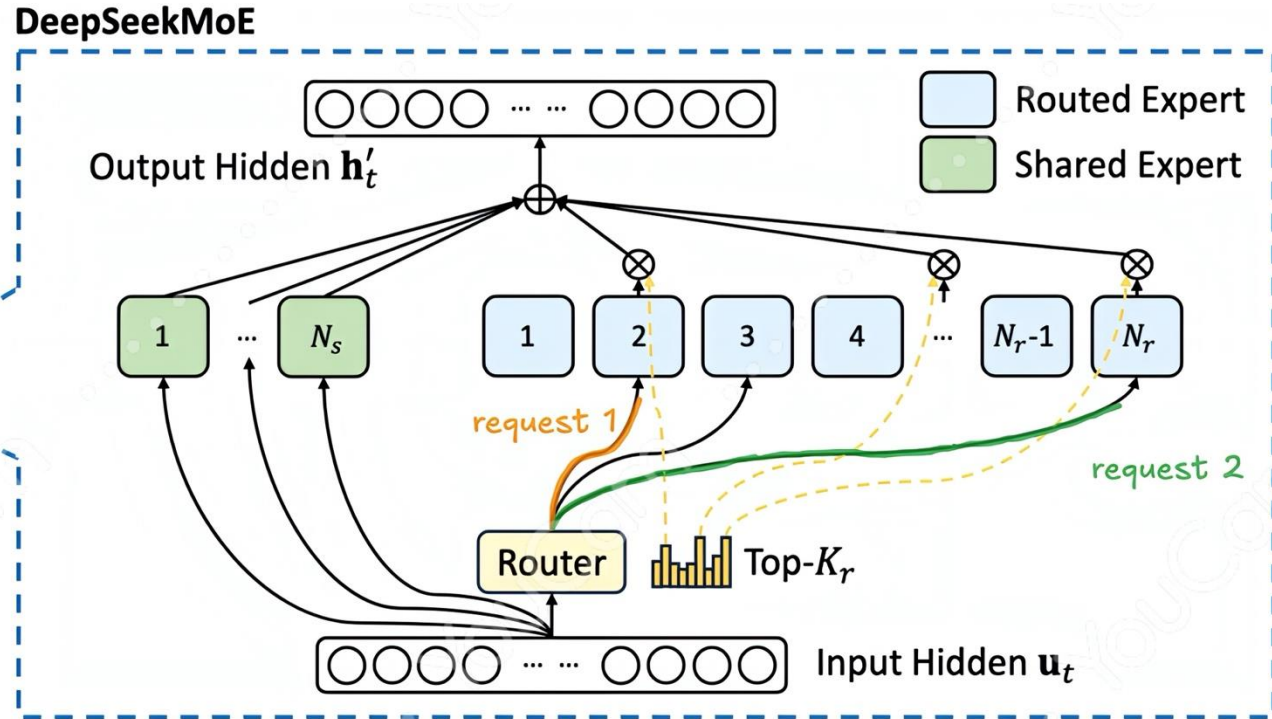 DeepSeekMoE
... ...
Routed Expert
Output Hidden h′ₜ
Shared Expert
1 ... Nₛ 1 2 3 4 ... Nᵣ-1 Nᵣ
request 1
request 2
Router
Top-Kᵣ
... ...
Input Hidden uₜ